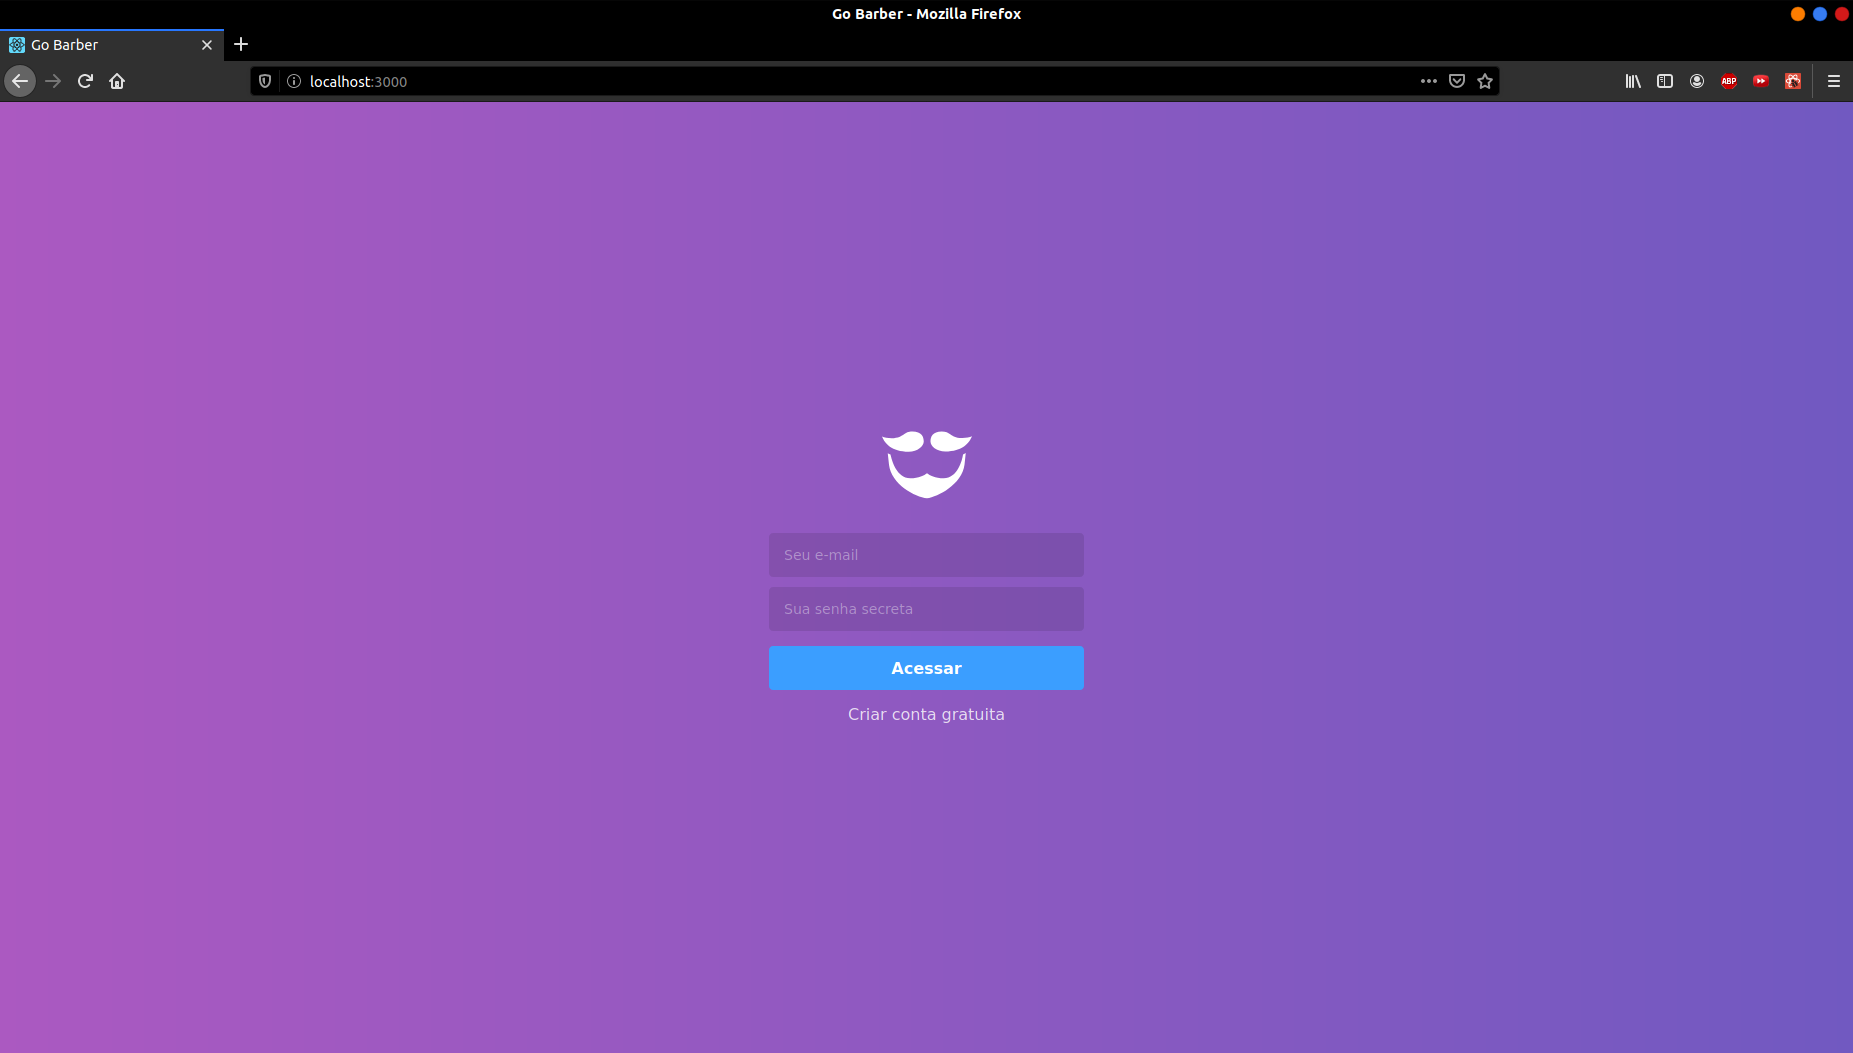 Go Barber - Mozilla Firefox
Go Barber
localhost:3000
ABP
Seu e-mail
Sua senha secreta
Acessar
Criar conta gratuita